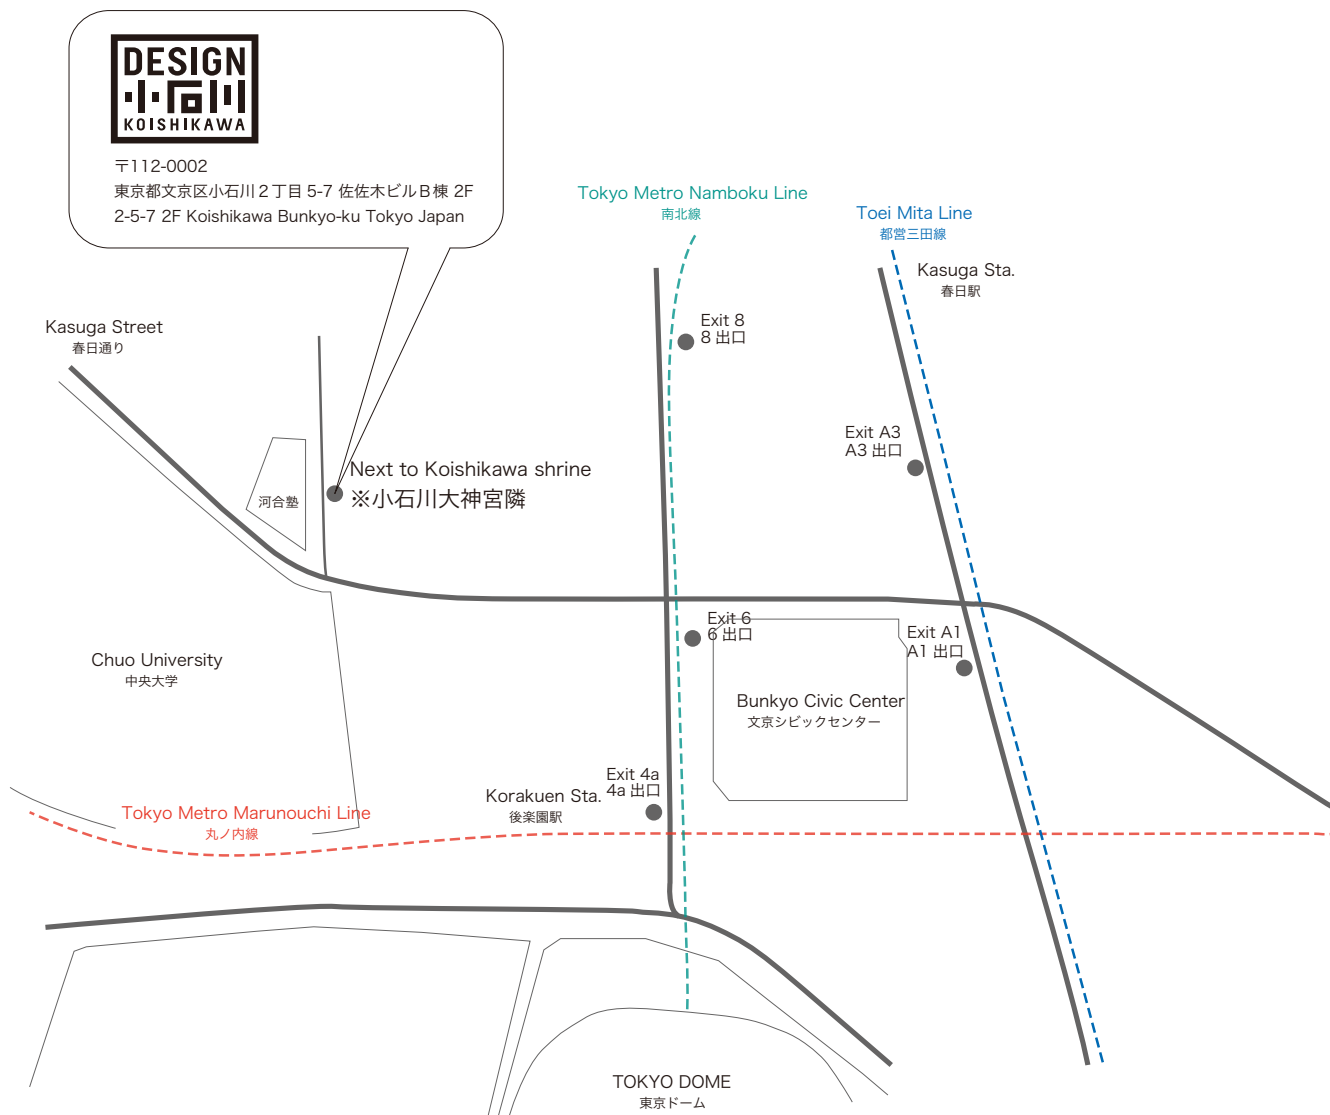 DESIGN
小石川
KOISHIKAWA
〒112-0002
東京都文京区小石川2丁目 5-7 佐佐木ビルB棟 2F
2-5-7 2F Koishikawa Bunkyo-ku Tokyo Japan
Tokyo Metro Namboku Line
南北線
Toei Mita Line
都営三田線
Kasuga Sta.
春日駅
Kasuga Street
春日通り
Exit 8
8 出口
Exit A3
A3 出口
Next to Koishikawa shrine
※小石川大神宮隣
河合塾
Exit 6
6 出口
Exit A1
A1 出口
Chuo University
中央大学
Bunkyo Civic Center
文京シビックセンター
Exit 4a
4a 出口
Korakuen Sta.
後楽園駅
Tokyo Metro Marunouchi Line
丸ノ内線
TOKYO DOME
東京ドーム